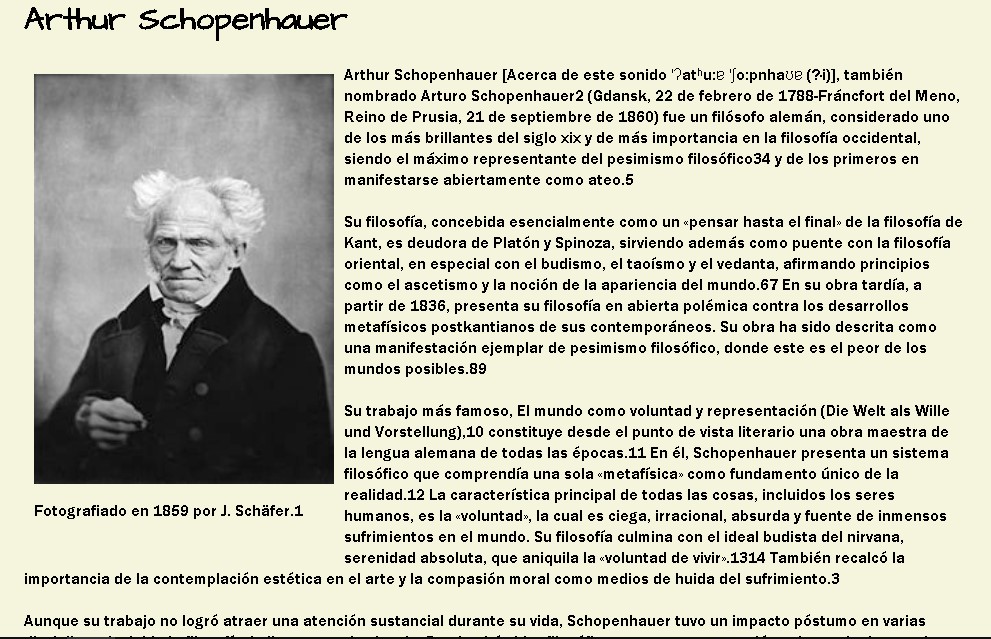 Arthur Schopenhauer
Arthur Schopenhauer [Acerca de este sonido ˈʔatʰuːɐ ˈʃoːpnhaʊɐ (?·i)], también
nombrado Arturo Schopenhauer2 (Gdansk, 22 de febrero de 1788-Fráncfort del Meno,
Reino de Prusia, 21 de septiembre de 1860) fue un filósofo alemán, considerado uno
de los más brillantes del siglo xix y de más importancia en la filosofía occidental,
siendo el máximo representante del pesimismo filosófico34 y de los primeros en
manifestarse abiertamente como ateo.5
Su filosofía, concebida esencialmente como un «pensar hasta el final» de la filosofía de
Kant, es deudora de Platón y Spinoza, sirviendo además como puente con la filosofía
oriental, en especial con el budismo, el taoísmo y el vedanta, afirmando principios
como el ascetismo y la noción de la apariencia del mundo.67 En su obra tardía, a
partir de 1836, presenta su filosofía en abierta polémica contra los desarrollos
metafísicos postkantianos de sus contemporáneos. Su obra ha sido descrita como
una manifestación ejemplar de pesimismo filosófico, donde este es el peor de los
mundos posibles.89
Su trabajo más famoso, El mundo como voluntad y representación (Die Welt als Wille
und Vorstellung),10 constituye desde el punto de vista literario una obra maestra de
la lengua alemana de todas las épocas.11 En él, Schopenhauer presenta un sistema
filosófico que comprendía una sola «metafísica» como fundamento único de la
realidad.12 La característica principal de todas las cosas, incluidos los seres
humanos, es la «voluntad», la cual es ciega, irracional, absurda y fuente de inmensos
sufrimientos en el mundo. Su filosofía culmina con el ideal budista del nirvana,
serenidad absoluta, que aniquila la «voluntad de vivir».1314 También recalcó la
importancia de la contemplación estética en el arte y la compasión moral como medios de huida del sufrimiento.3
Fotografiado en 1859 por J. Schäfer.1
Aunque su trabajo no logró atraer una atención sustancial durante su vida, Schopenhauer tuvo un impacto póstumo en varias